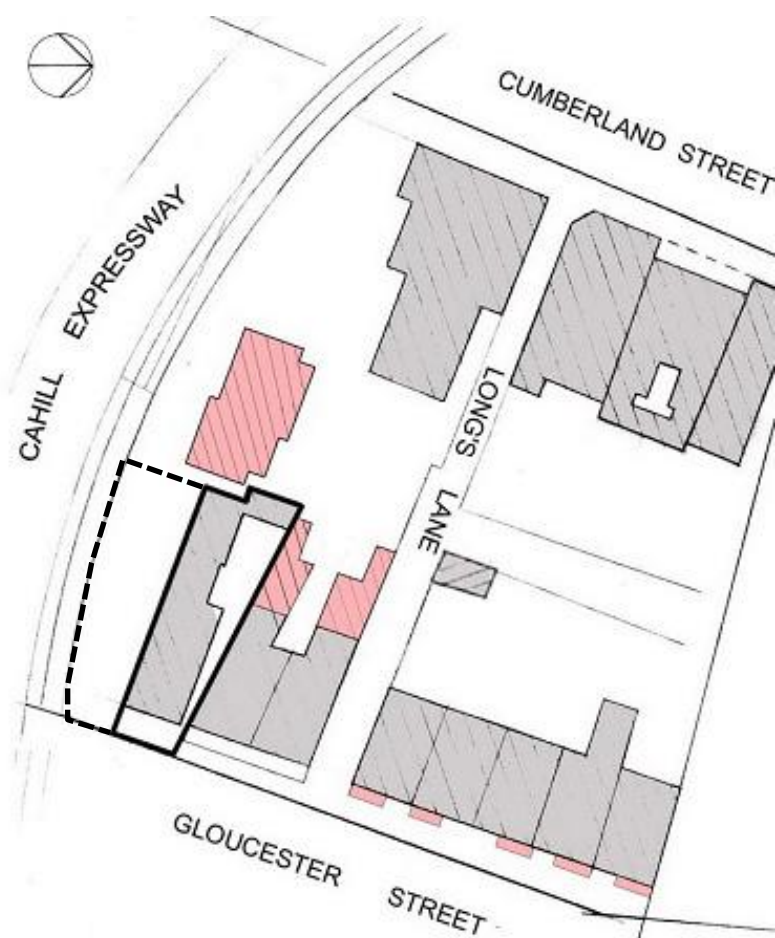 CUMBERLAND STREET
CAHILL EXPRESSWAY
LONG'S
LANE
GLOUCESTER STREET